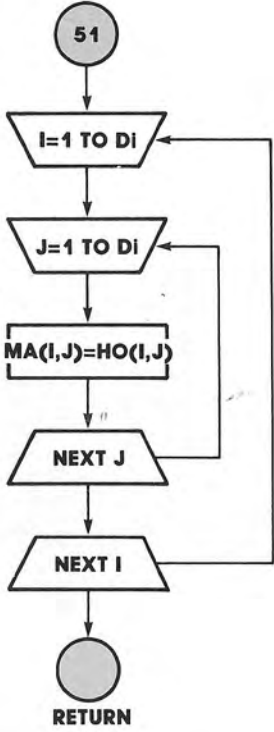 51
I=1 TO Di
J=1 TO Di
MA(I,J)=HO(I,J)
NEXT J
NEXT I
RETURN